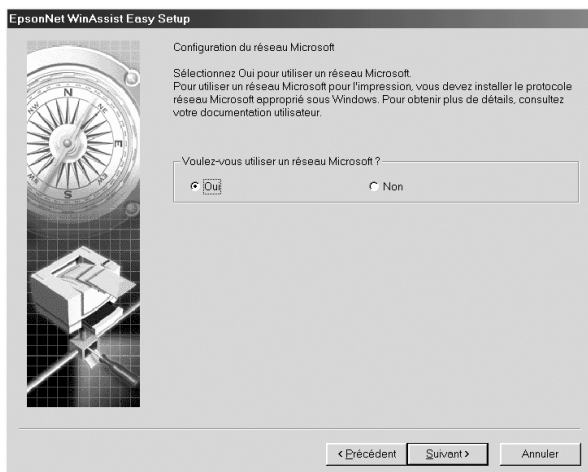 EpsonNet WinAssist Easy Setup
Configuration du réseau Microsoft
Sélectionnez Oui pour utiliser un réseau Microsoft.
Pour utiliser un réseau Microsoft pour l'impression, vous devez installer le protocole
réseau Microsoft approprié sous Windows. Pour obtenir plus de détails, consultez
votre documentation utilisateur.
Voulez-vous utiliser un réseau Microsoft ?
Oui Non
N
NE
E
S
NW
W
< Précédent Suivant > Annuler